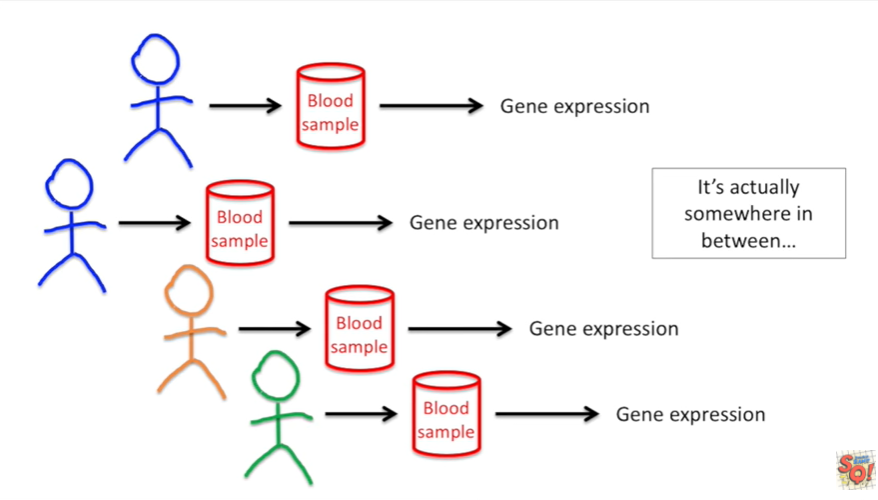 Blood
sample
Gene expression
Blood
sample
Gene expression
It's actually
somewhere in
between...
Blood
sample
Gene expression
Blood
sample
Gene expression
SQ!